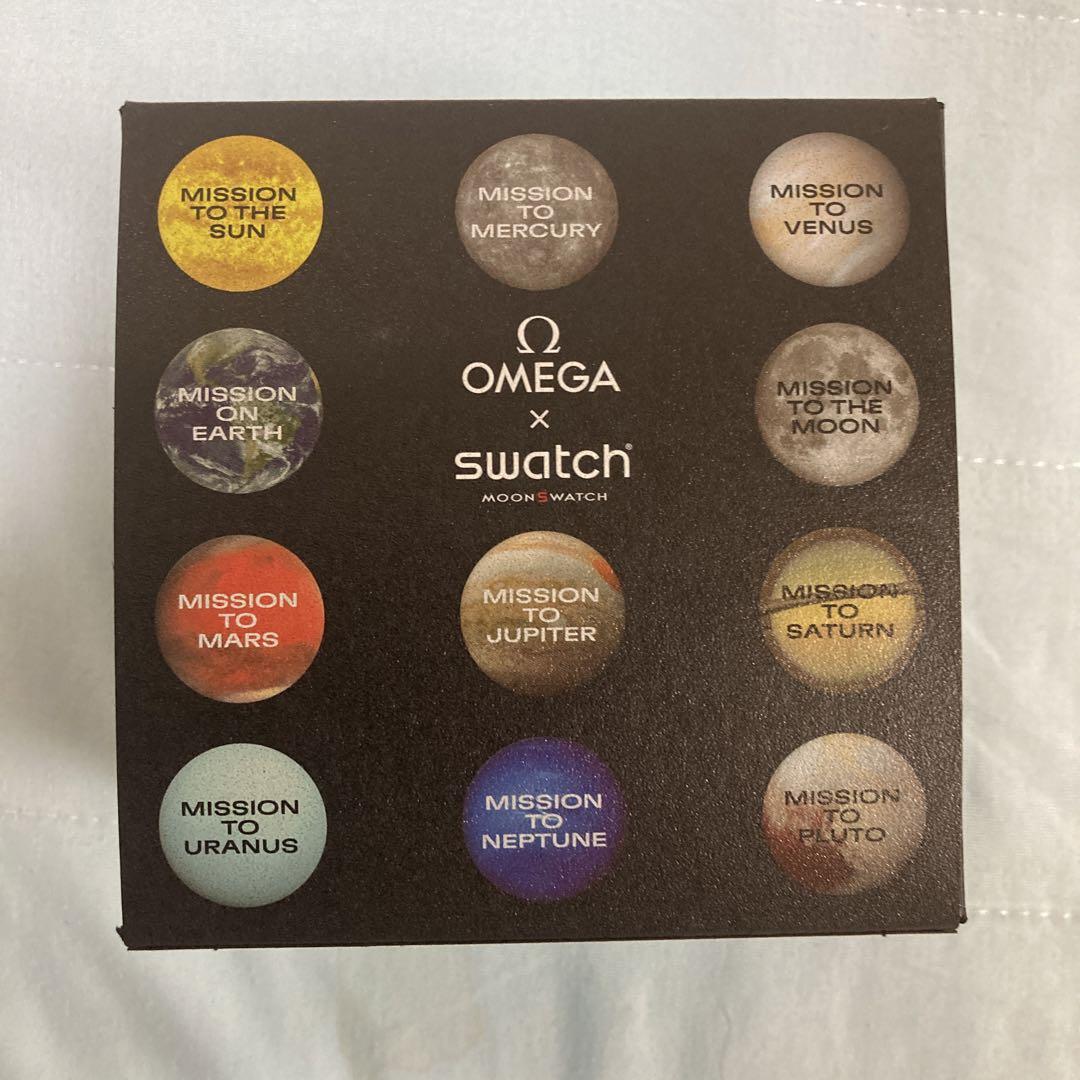 MISSION
TO THE
SUN
MISSION
TO
MERCURY
MISSION
TO
VENUS
MISSION
ON
EARTH
Ω
OMEGA
x
swatch®
MOONSWATCH
MISSION
TO THE
MOON
MISSION
TO
MARS
MISSION
TO
JUPITER
MISSION
TO
SATURN
MISSION
TO
URANUS
MISSION
TO
NEPTUNE
MISSION
TO
PLUTO